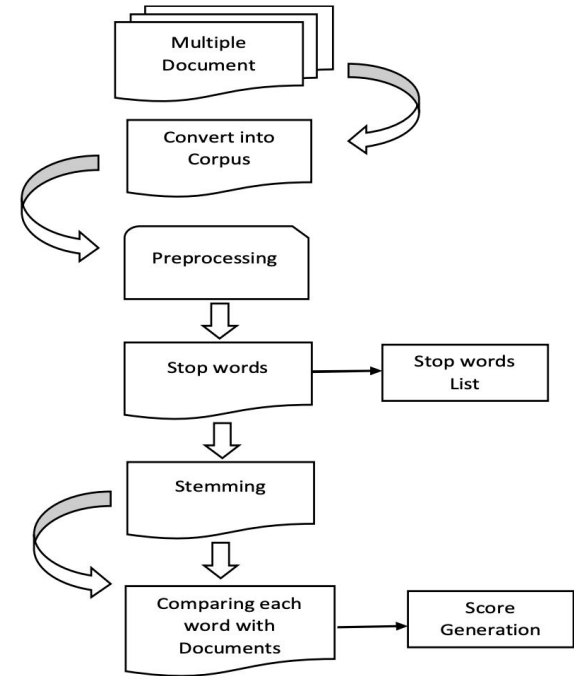 Multiple
Document
Convert into
Corpus
Preprocessing
Stop words
Stop words
List
Stemming
Comparing each
word with
Documents
Score
Generation